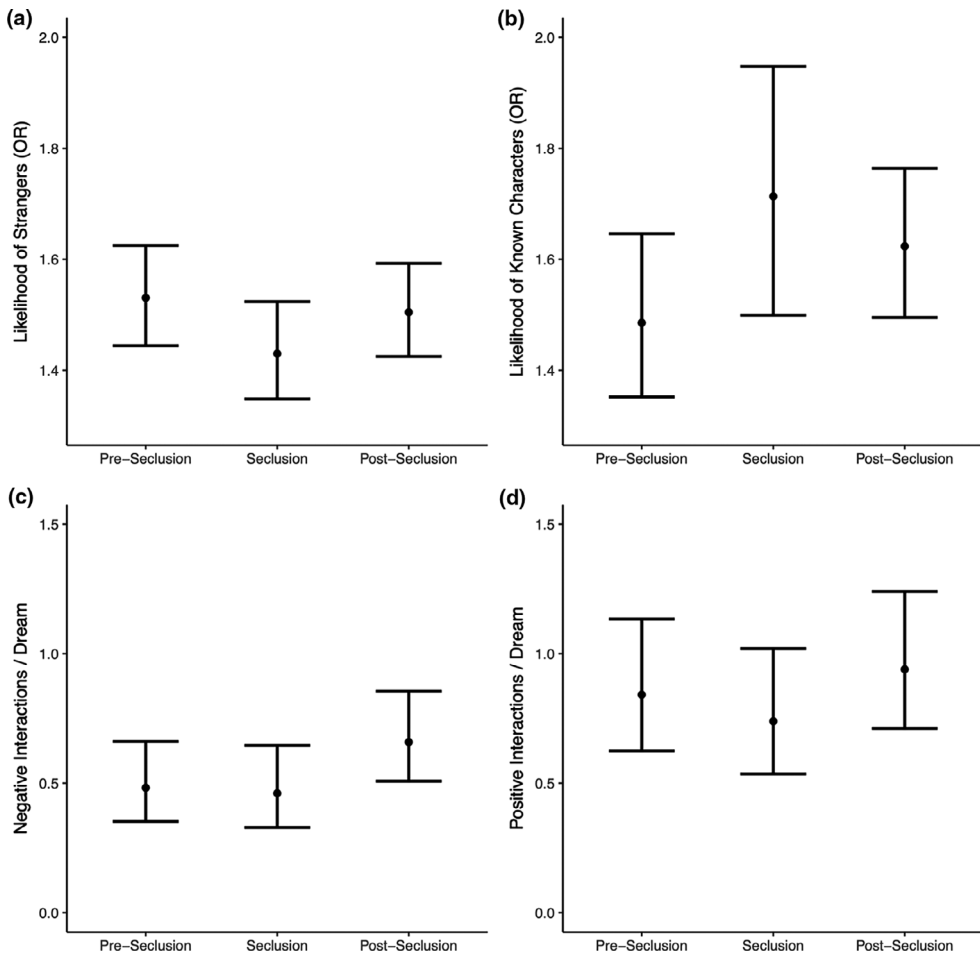 (a)
Likelihood of Strangers (OR)
2.0
1.8
1.6
1.4
Pre−Seclusion Seclusion Post−Seclusion
(b)
Likelihood of Known Characters (OR)
2.0
1.8
1.6
1.4
Pre−Seclusion Seclusion Post−Seclusion
(c)
Negative Interactions / Dream
1.5
1.0
0.5
0.0
Pre−Seclusion Seclusion Post−Seclusion
(d)
Positive Interactions / Dream
1.5
1.0
0.5
0.0
Pre−Seclusion Seclusion Post−Seclusion